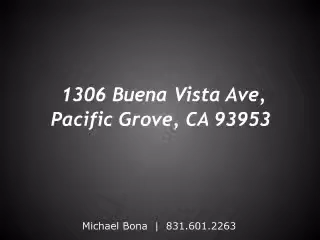 1306 Buena Vista Ave,
Pacific Grove, CA 93953
Michael Bona | 831.601.2263